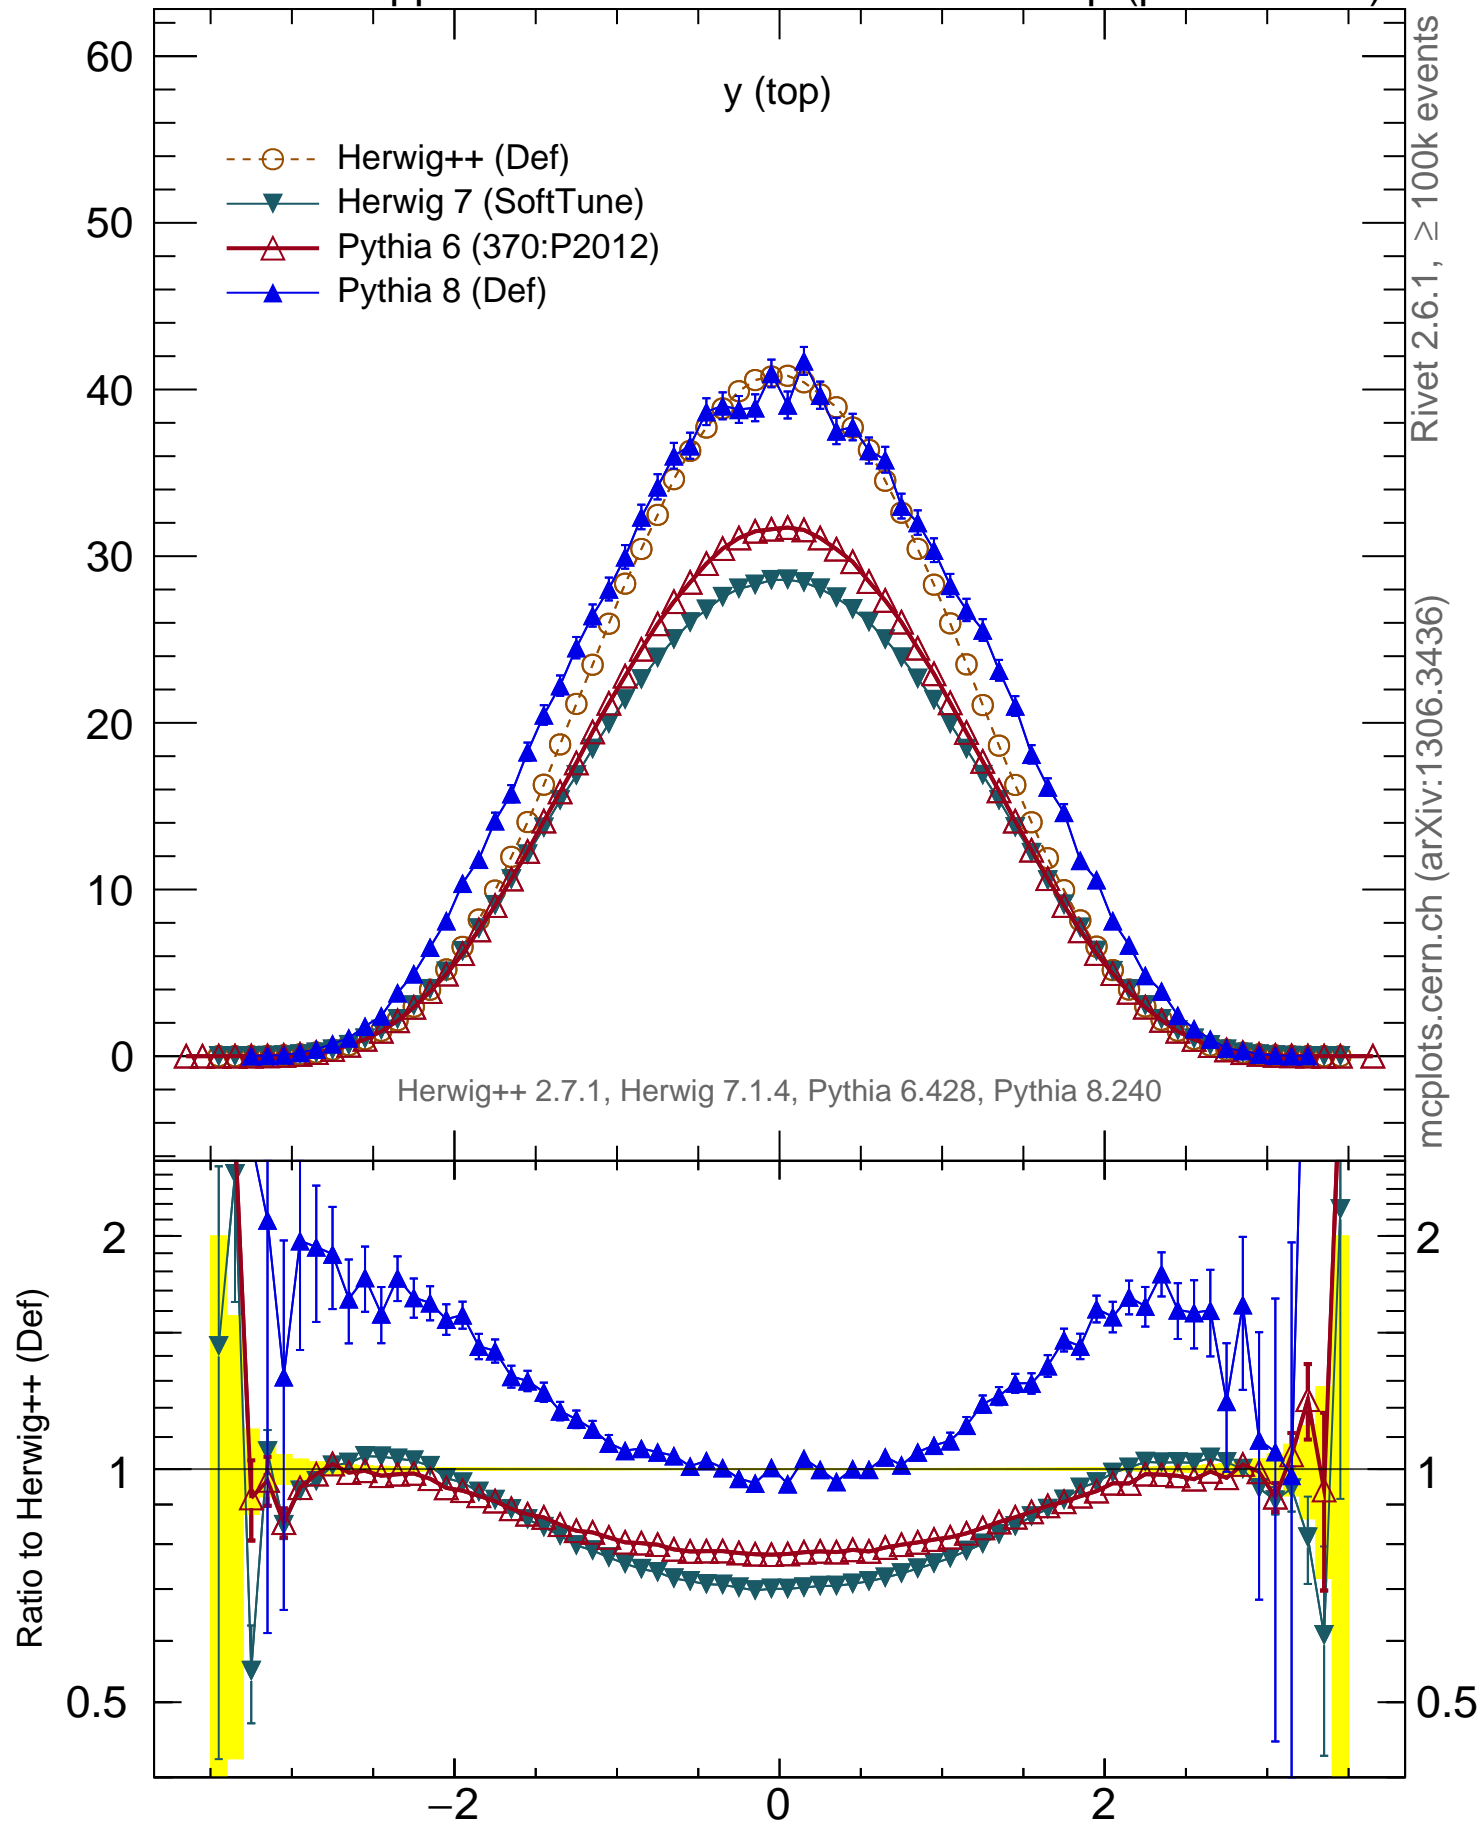 y (top)
Herwig++ (Def)
Herwig 7 (SoftTune)
Pythia 6 (370:P2012)
Pythia 8 (Def)
60
50
40
30
20
10
0
Herwig++ 2.7.1, Herwig 7.1.4, Pythia 6.428, Pythia 8.240
Rivet 2.6.1, ≥ 100k events
mcplots.cern.ch (arXiv:1306.3436)
Ratio to Herwig++ (Def)
2
1
0.5
2
1
0.5
−2
0
2